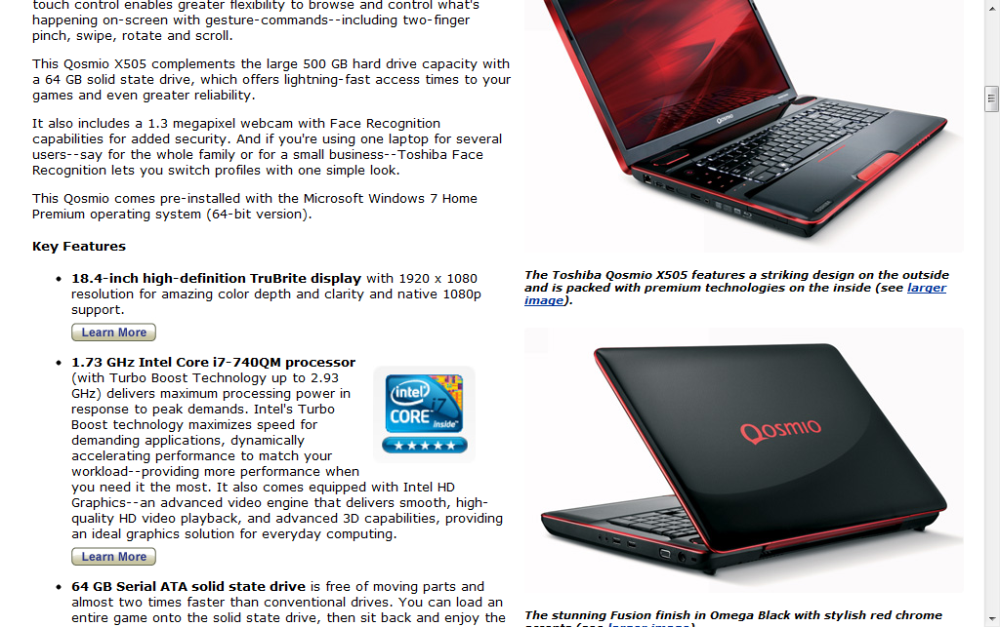 touch control enables greater flexibility to browse and control what's
happening on-screen with gesture-commands--including two-finger
pinch, swipe, rotate and scroll.
This Qosmio X505 complements the large 500 GB hard drive capacity with
a 64 GB solid state drive, which offers lightning-fast access times to your
games and even greater reliability.
It also includes a 1.3 megapixel webcam with Face Recognition
capabilities for added security. And if you're using one laptop for several
users--say for the whole family or for a small business--Toshiba Face
Recognition lets you switch profiles with one simple look.
This Qosmio comes pre-installed with the Microsoft Windows 7 Home
Premium operating system (64-bit version).
Key Features
• 18.4-inch high-definition TruBrite display with 1920 x 1080
resolution for amazing color depth and clarity and native 1080p
support.
Learn More
• 1.73 GHz Intel Core i7-740QM processor
(with Turbo Boost Technology up to 2.93
GHz) delivers maximum processing power in
response to peak demands. Intel's Turbo
Boost technology maximizes speed for
demanding applications, dynamically
accelerating performance to match your
workload--providing more performance when
you need it the most. It also comes equipped with Intel HD
Graphics--an advanced video engine that delivers smooth, high-
quality HD video playback, and advanced 3D capabilities, providing
an ideal graphics solution for everyday computing.
intel
CORE i7
inside™
Learn More
• 64 GB Serial ATA solid state drive is free of moving parts and
almost two times faster than conventional drives. You can load an
entire game onto the solid state drive, then sit back and enjoy the
Qosmio
The Toshiba Qosmio X505 features a striking design on the outside
and is packed with premium technologies on the inside (see larger
image).
Qosmio
The stunning Fusion finish in Omega Black with stylish red chrome
accents (see larger image).